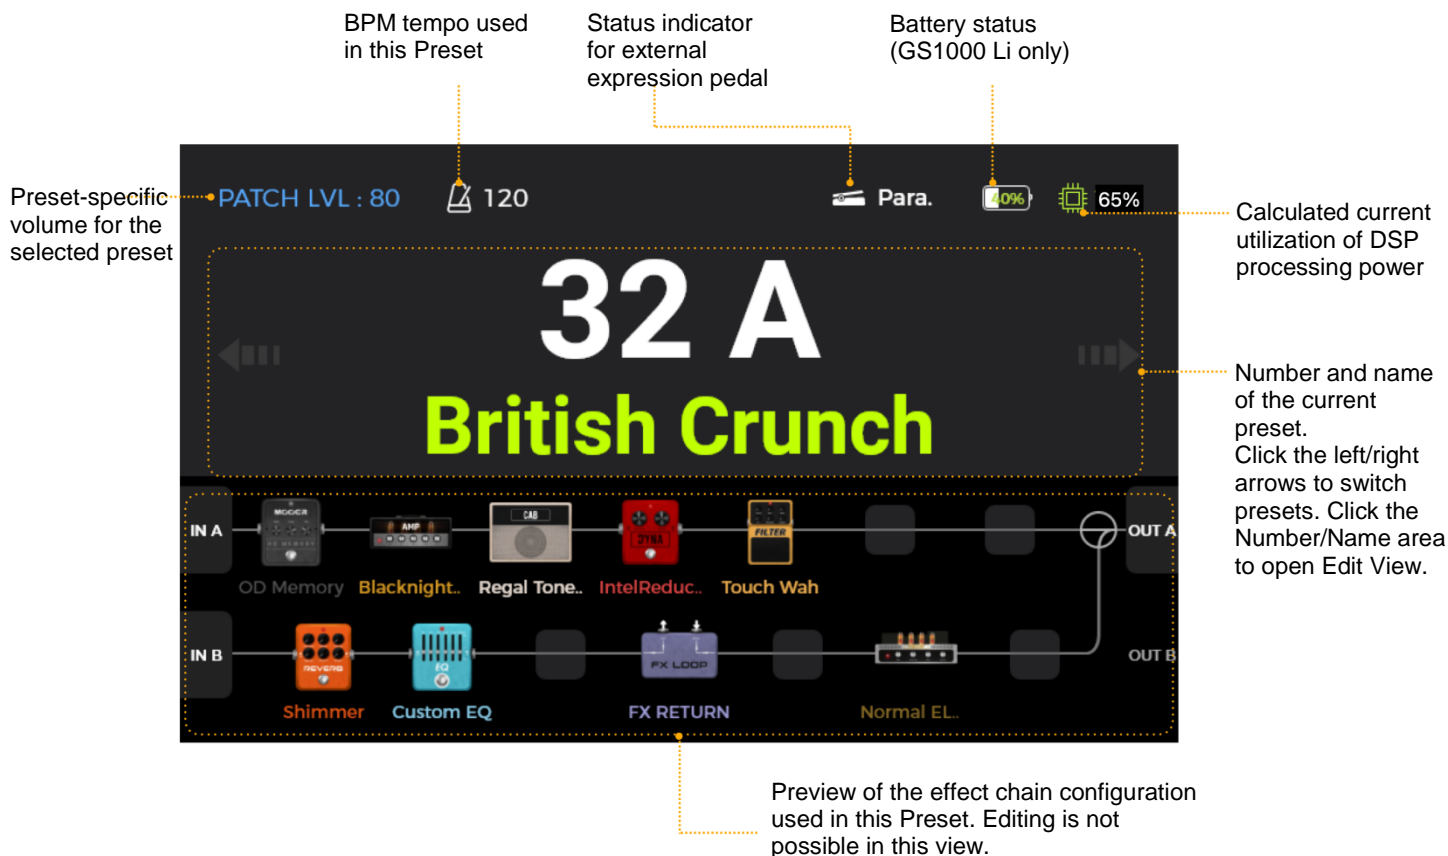 BPM tempo used
in this Preset
Status indicator
for external
expression pedal
Battery status
(GS1000 Li only)
Preset-specific
volume for the
selected preset
PATCH LVL : 80
120
Para.
40%
65%
Calculated current
utilization of DSP
processing power
32 A
British Crunch
Number and name
of the current
preset.
Click the left/right
arrows to switch
presets. Click the
Number/Name area
to open Edit View.
IN A
MOOER
OD MEMORY
AMP
CAB
DYNA
FILTER
OUT A
OD Memory
Blacknight..
Regal Tone..
IntelReduc..
Touch Wah
IN B
REVERB
EQ
FX LOOP
OUT B
Shimmer
Custom EQ
FX RETURN
Normal EL..
Preview of the effect chain configuration
used in this Preset. Editing is not
possible in this view.